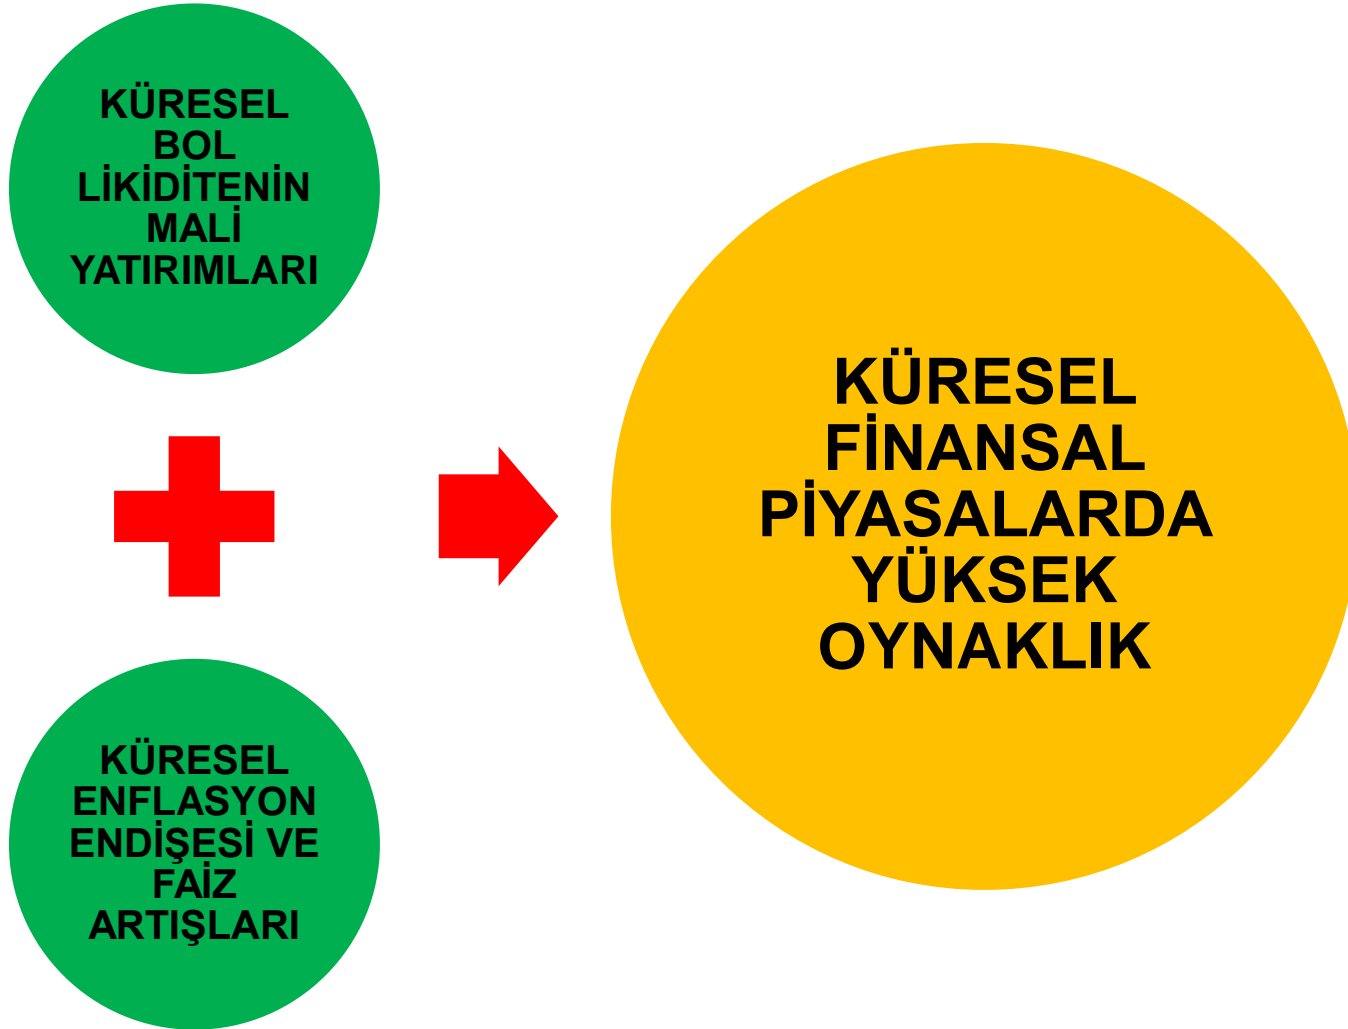 KÜRESEL
BOL
LİKİDİTENİN
MALİ
YATIRIMLARI
KÜRESEL
ENFLASYON
ENDİŞESİ VE
FAİZ
ARTIŞLARI
KÜRESEL
FİNANSAL
PİYASALARDA
YÜKSEK
OYNAKLIK